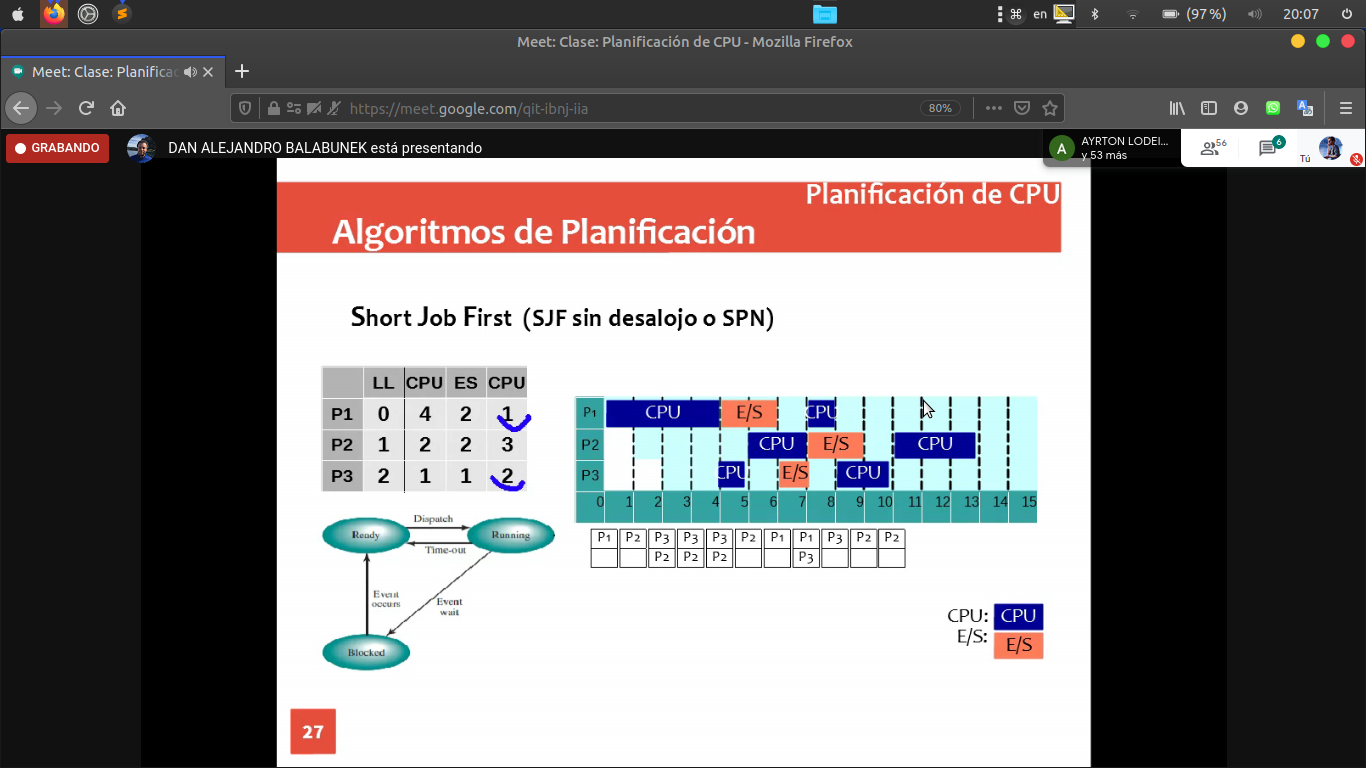 en (97%) 20:07
Meet: Clase: Planificación de CPU - Mozilla Firefox
Meet: Clase: Planificac
https://meet.google.com/qit-ibnj-iia 80%
GRABANDO
DAN ALEJANDRO BALABUNEK está presentando
A AYRTON LODEI...
y 53 más
56 6
Tú
Planificación de CPU
Algoritmos de Planificación
Short Job First (SJF sin desalojo o SPN)
LL CPU ES CPU
P1 0 4 2 1
P2 1 2 2 3
P3 2 1 1 2
P1 CPU E/S CPU
P2 CPU E/S CPU
P3 CPU E/S CPU
0 1 2 3 4 5 6 7 8 9 10 11 12 13 14 15
P1 P2 P3 P3 P3 P2 P1 P1 P3 P2 P2
P2 P2 P2 P3
Dispatch
Ready Running
Time-out
Event
occurs
Event
wait
Blocked
CPU: CPU
E/S: E/S
27